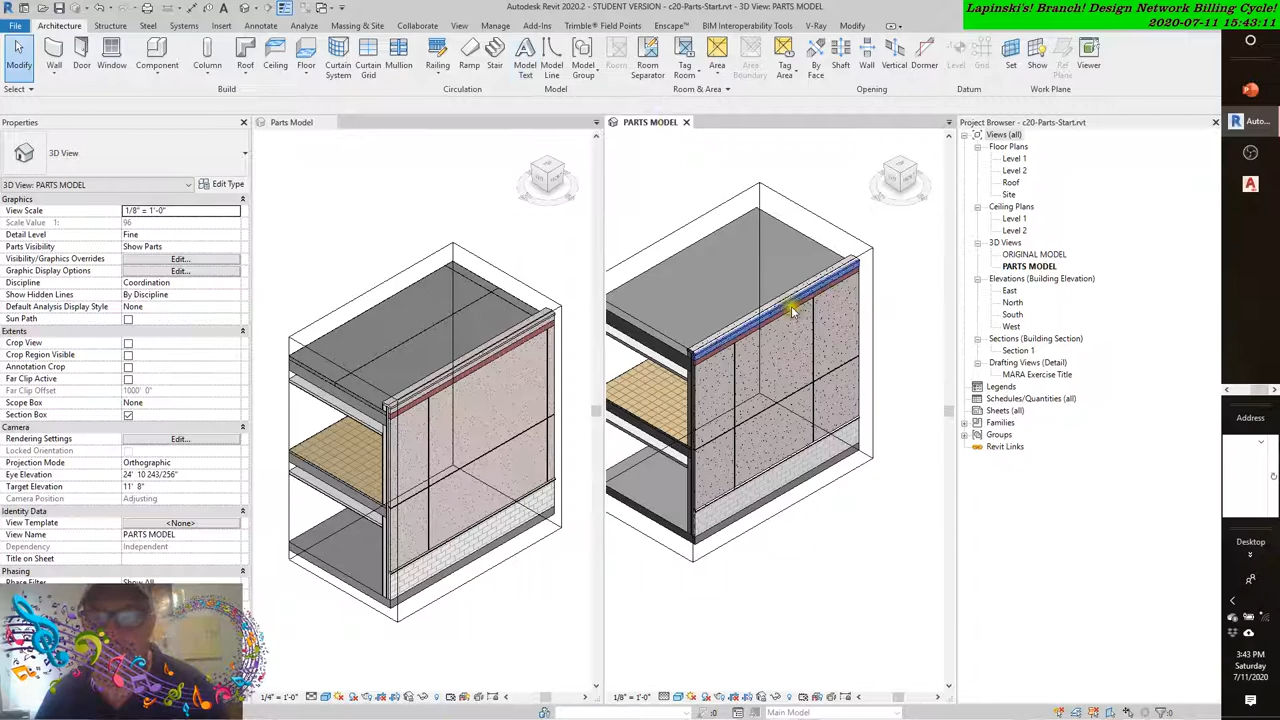 Autodesk Revit 2020.2 - STUDENT VERSION - c20-Parts-Start.rvt - 3D View: PARTS MODEL
Lapinski's! Branch! Design Network Billing Cycle!
2020-07-11 15:43:11
File Architecture Structure Steel Systems Insert Annotate Analyze Massing & Site Collaborate View Manage Add-Ins Trimble® Field Points Enscape™ BIM Interoperability Tools V-Ray Modify
Modify Wall Door Window Component Column Roof Ceiling Floor Curtain System Curtain Grid Mullion Railing Ramp Stair Model Text Model Line Model Group Room Room Separator Tag Room Area Area Boundary Tag Area By Face Shaft Wall Vertical Dormer Level Grid Set Show Ref Plane Viewer
Select Build Circulation Model Room & Area Opening Datum Work Plane
Properties
Parts Model
PARTS MODEL
Project Browser - c20-Parts-Start.rvt
Auto...
3D View
3D View: PARTS MODEL
Edit Type
Graphics
View Scale 1/8" = 1'-0"
Scale Value 1: 96
Detail Level Fine
Parts Visibility Show Parts
Visibility/Graphics Overrides Edit...
Graphic Display Options Edit...
Discipline Coordination
Show Hidden Lines By Discipline
Default Analysis Display Style None
Sun Path
Extents
Crop View
Crop Region Visible
Annotation Crop
Far Clip Active
Far Clip Offset 1000' 0"
Scope Box None
Section Box
Camera
Rendering Settings Edit...
Locked Orientation
Projection Mode Orthographic
Eye Elevation 24' 10 243/256"
Target Elevation 11' 8"
Camera Position Adjusting
Identity Data
View Template <None>
View Name PARTS MODEL
Dependency Independent
Title on Sheet
Phasing
Phase Filter Show All
Views (all)
Floor Plans
Level 1
Level 2
Roof
Site
Ceiling Plans
Level 1
Level 2
3D Views
ORIGINAL MODEL
PARTS MODEL
Elevations (Building Elevation)
East
North
South
West
Sections (Building Section)
Section 1
Drafting Views (Detail)
MARA Exercise Title
Legends
Schedules/Quantities (all)
Sheets (all)
Families
Groups
Revit Links
Address
Desktop
3:43 PM
Saturday
7/11/2020
1/4" = 1'-0"
1/8" = 1'-0"
:0
Main Model
:0